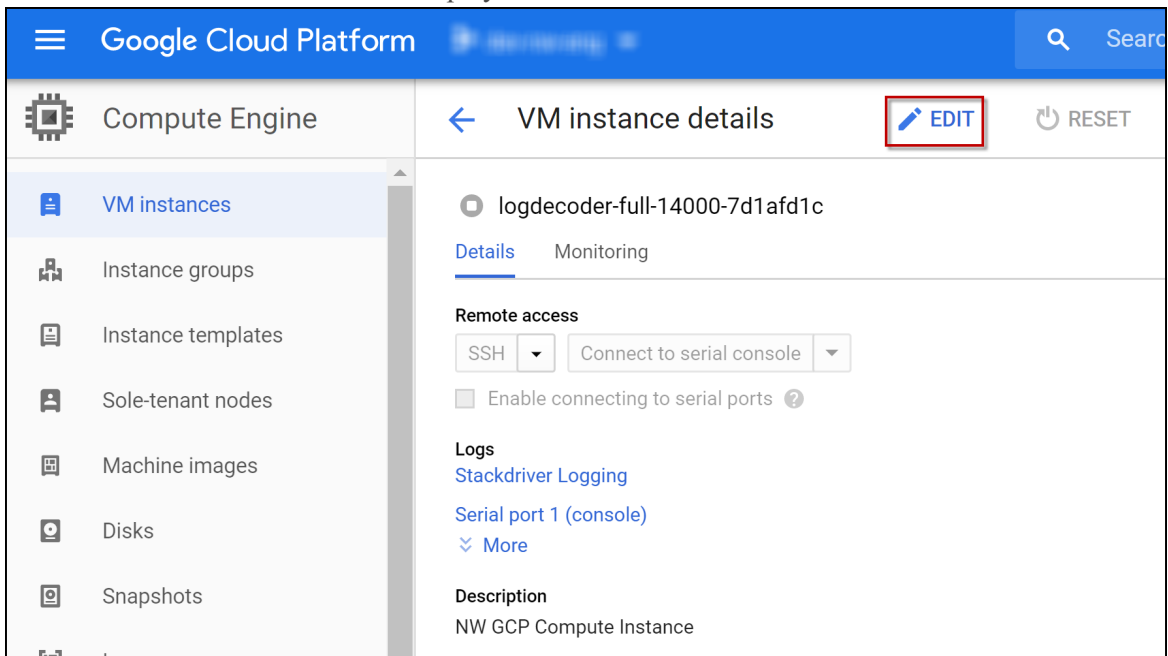 Google Cloud Platform
Searc
Compute Engine
VM instance details
EDIT
RESET
VM instances
Instance groups
Instance templates
Sole-tenant nodes
Machine images
Disks
Snapshots
logdecoder-full-14000-7d1afd1c
Details Monitoring
Remote access
SSH Connect to serial console
Enable connecting to serial ports ?
Logs
Stackdriver Logging
Serial port 1 (console)
More
Description
NW GCP Compute Instance